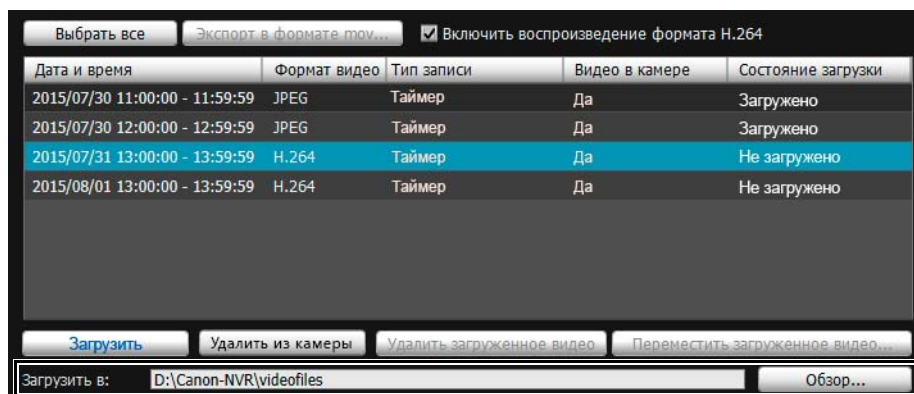 Выбрать все Экспорт в формате mov... Включить воспроизведение формата H.264
Дата и время Формат видео Тип записи Видео в камере Состояние загрузки
2015/07/30 11:00:00 - 11:59:59 JPEG Таймер Да Загружено
2015/07/30 12:00:00 - 12:59:59 JPEG Таймер Да Загружено
2015/07/31 13:00:00 - 13:59:59 H.264 Таймер Да Не загружено
2015/08/01 13:00:00 - 13:59:59 H.264 Таймер Да Не загружено
Загрузить Удалить из камеры Удалить загруженное видео Переместить загруженное видео...
Загрузить в: D:\Canon-NVR\videofiles Обзор...